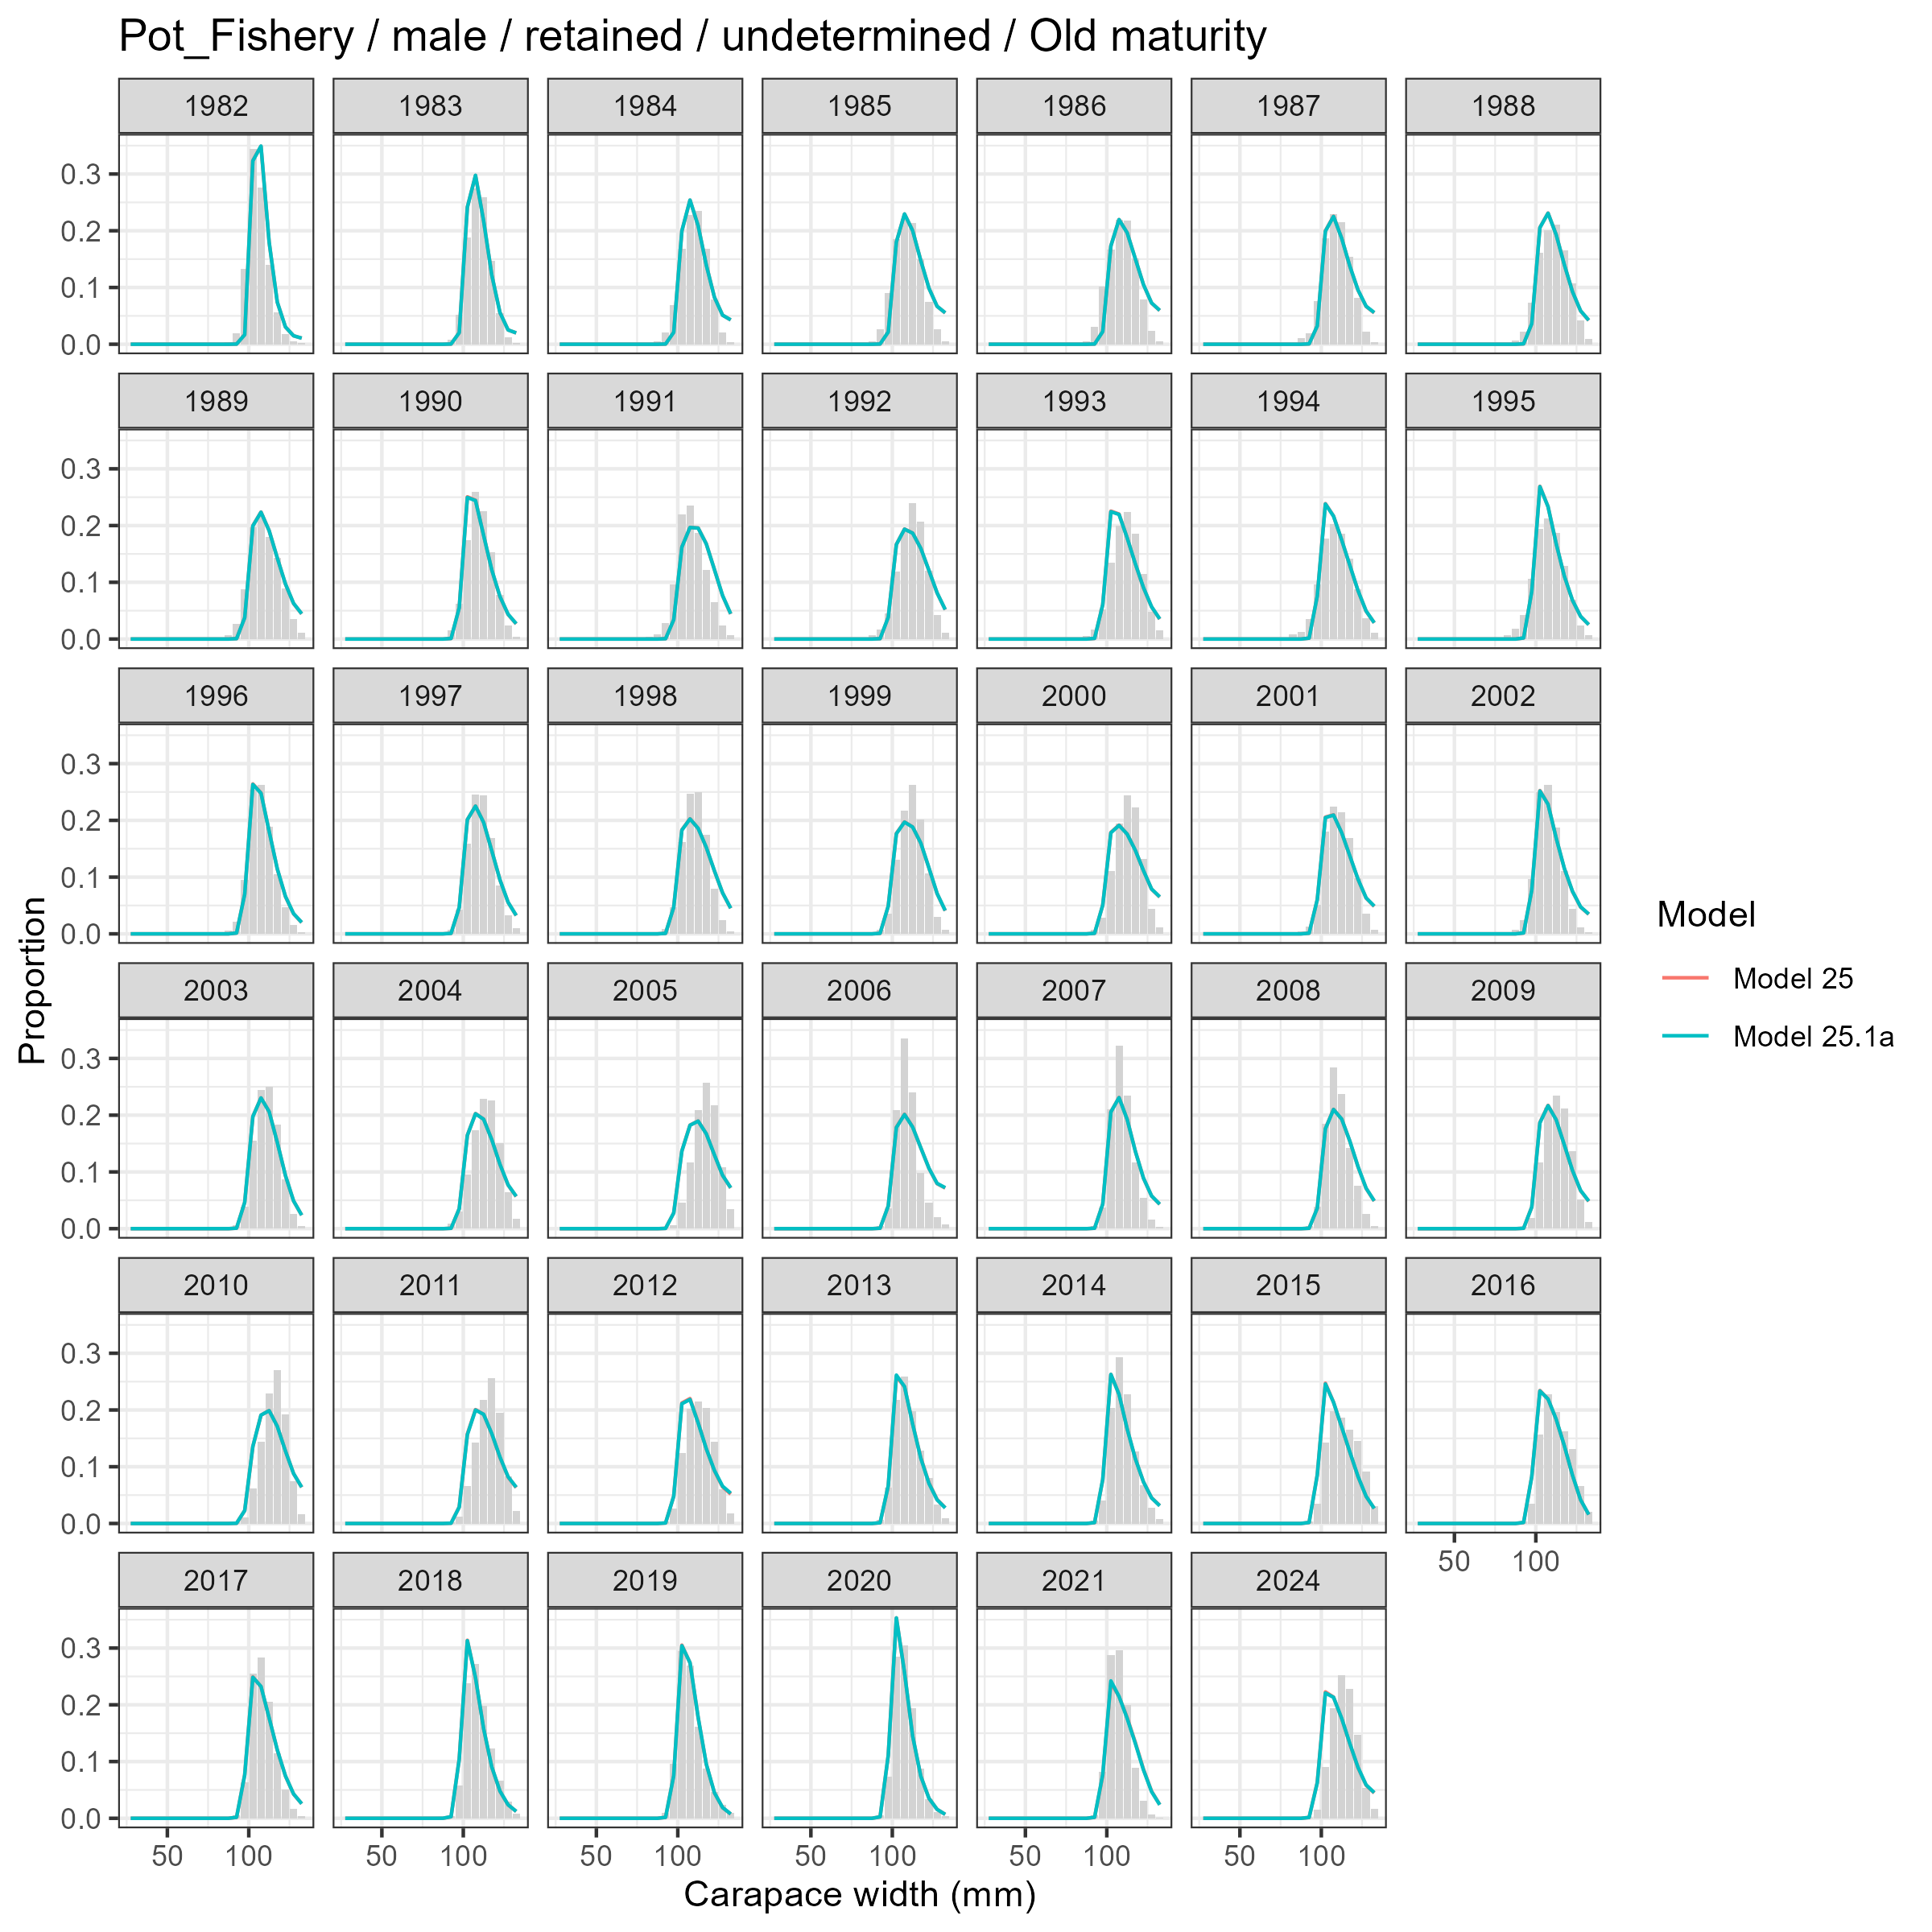 Pot_Fishery / male / retained / undetermined / Old maturity
1982 1983 1984 1985 1986 1987 1988
0.3
0.2
0.1
0.0
1989 1990 1991 1992 1993 1994 1995
0.3
0.2
0.1
0.0
1996 1997 1998 1999 2000 2001 2002
0.3
0.2
0.1
0.0
2003 2004 2005 2006 2007 2008 2009
0.3
0.2
0.1
0.0
2010 2011 2012 2013 2014 2015 2016
0.3
0.2
0.1
0.0
50 100
2017 2018 2019 2020 2021 2024
0.3
0.2
0.1
0.0
50 100 50 100 50 100 50 100 50 100 50 100
Carapace width (mm)
Proportion
Model
Model 25
Model 25.1a